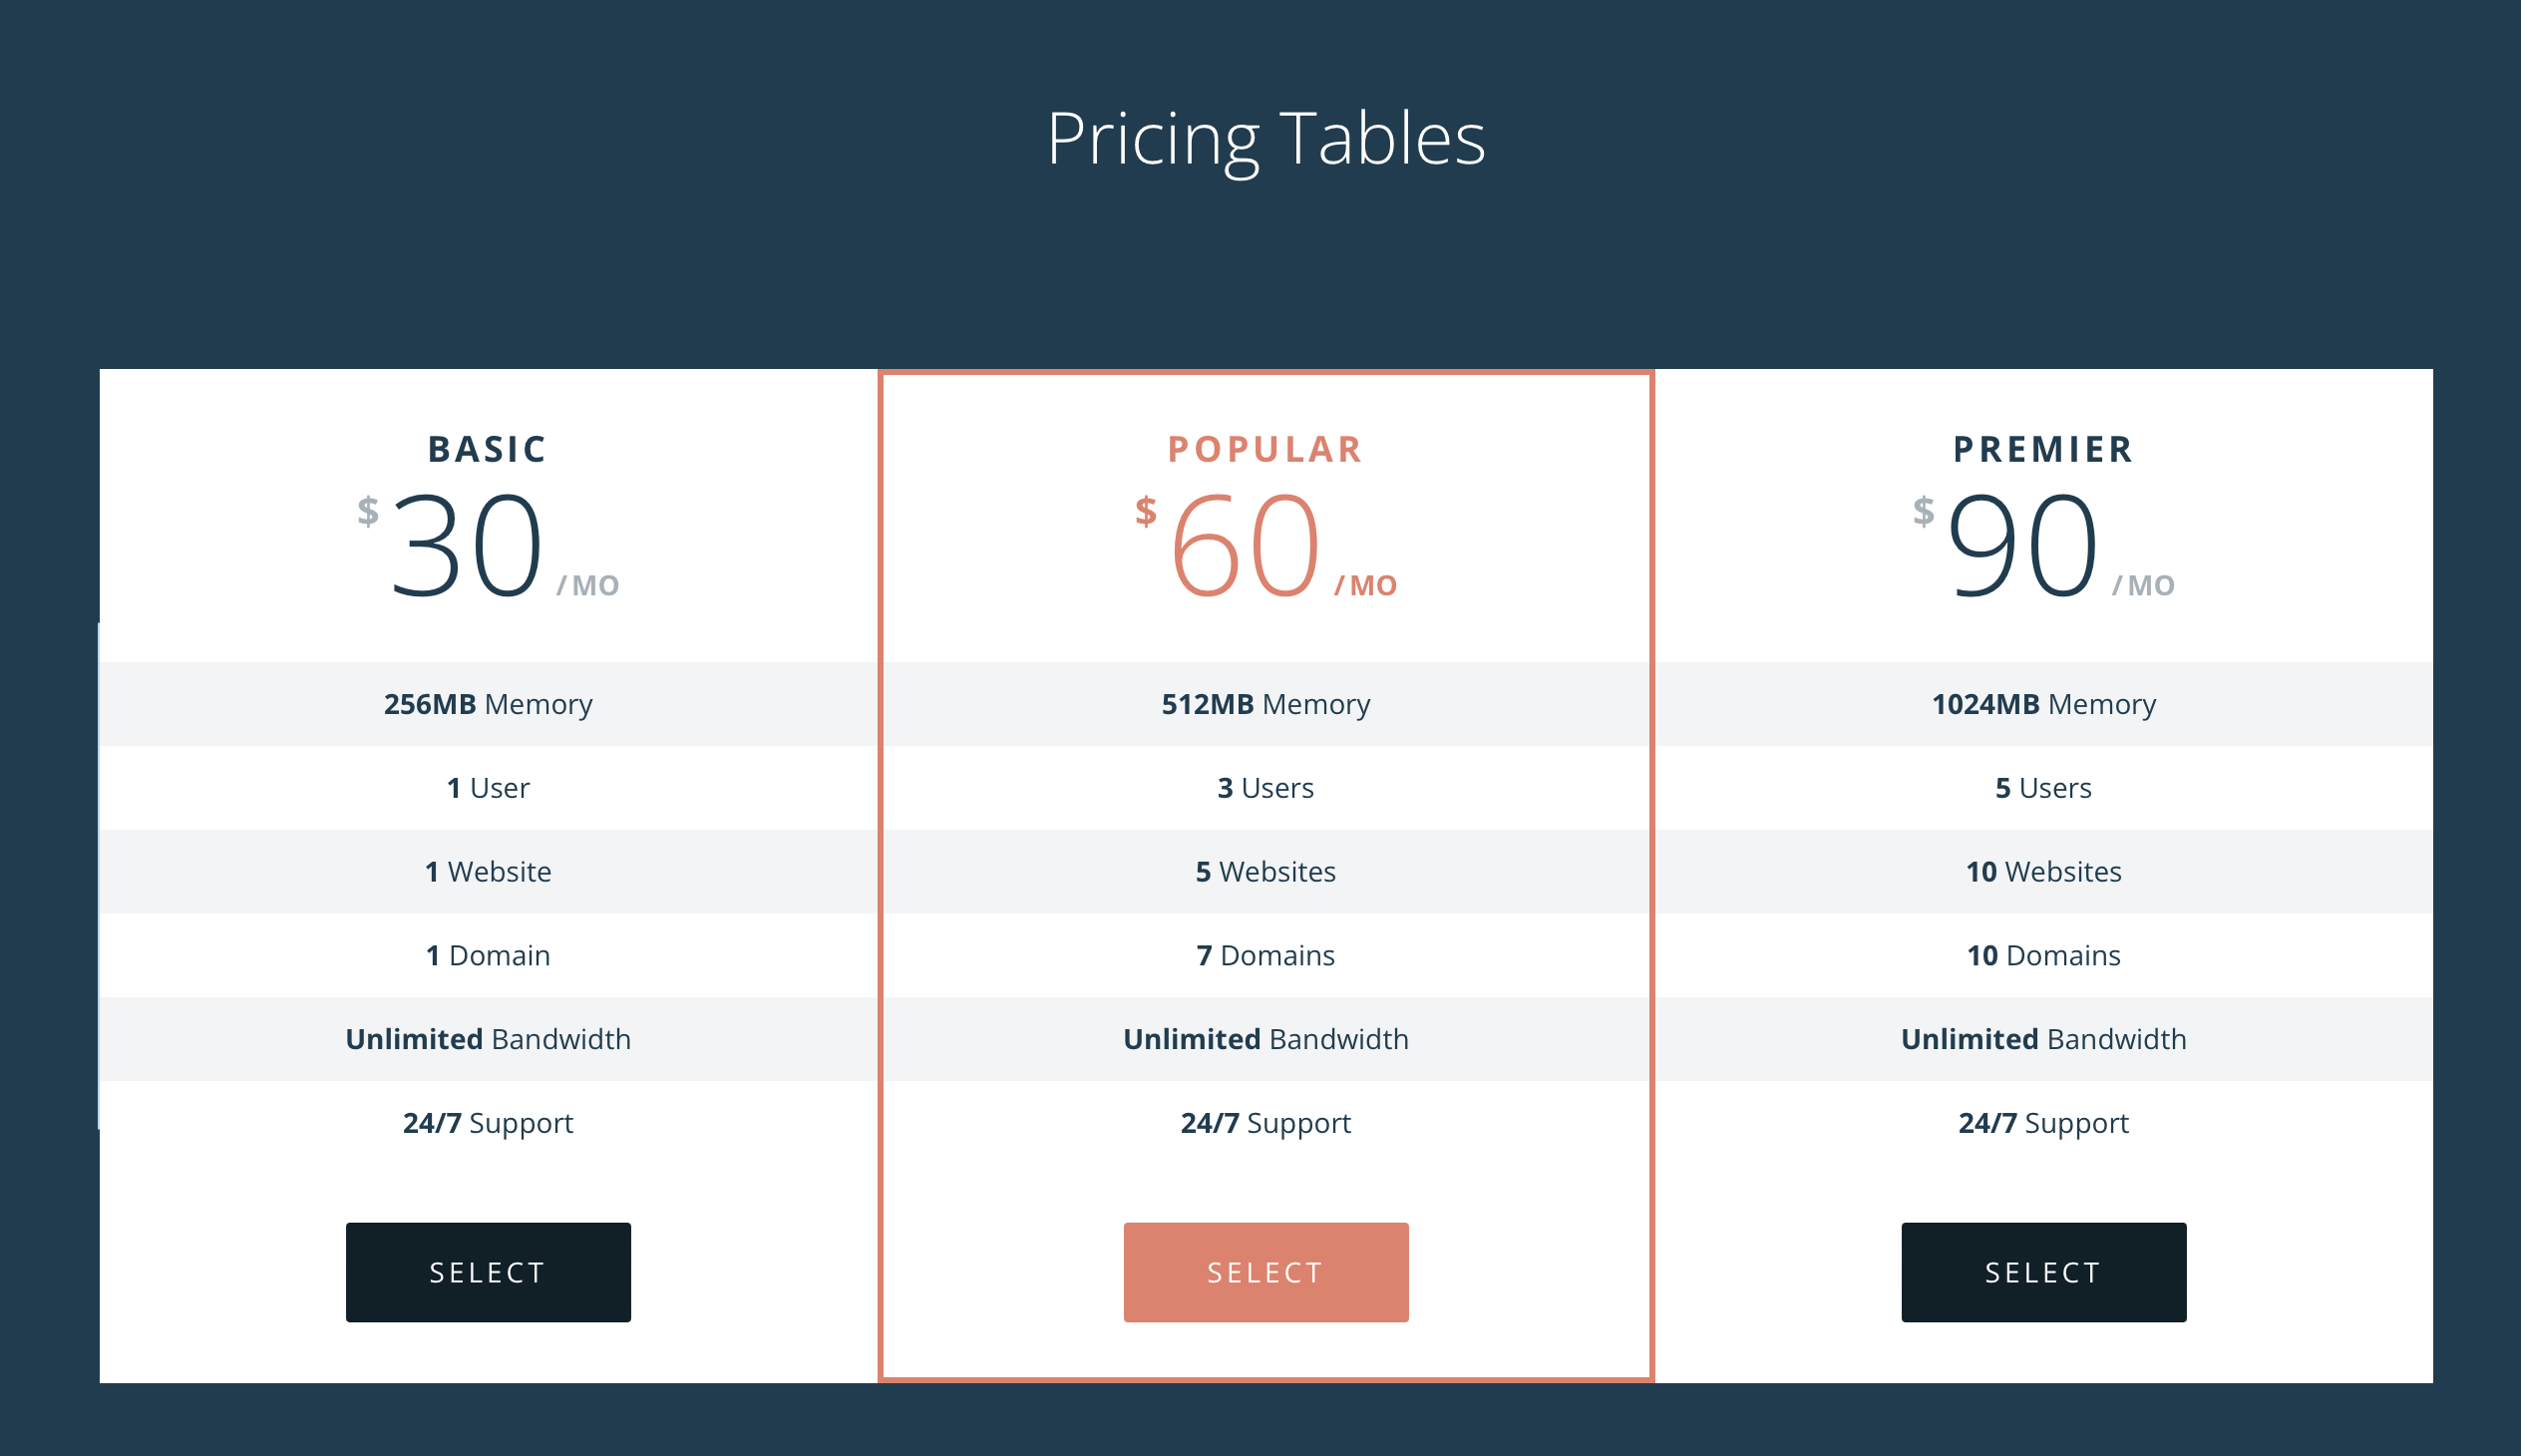 Pricing Tables
BASIC
$30/MO
256MB Memory
1 User
1 Website
1 Domain
Unlimited Bandwidth
24/7 Support
SELECT
POPULAR
$60/MO
512MB Memory
3 Users
5 Websites
7 Domains
Unlimited Bandwidth
24/7 Support
SELECT
PREMIER
$90/MO
1024MB Memory
5 Users
10 Websites
10 Domains
Unlimited Bandwidth
24/7 Support
SELECT